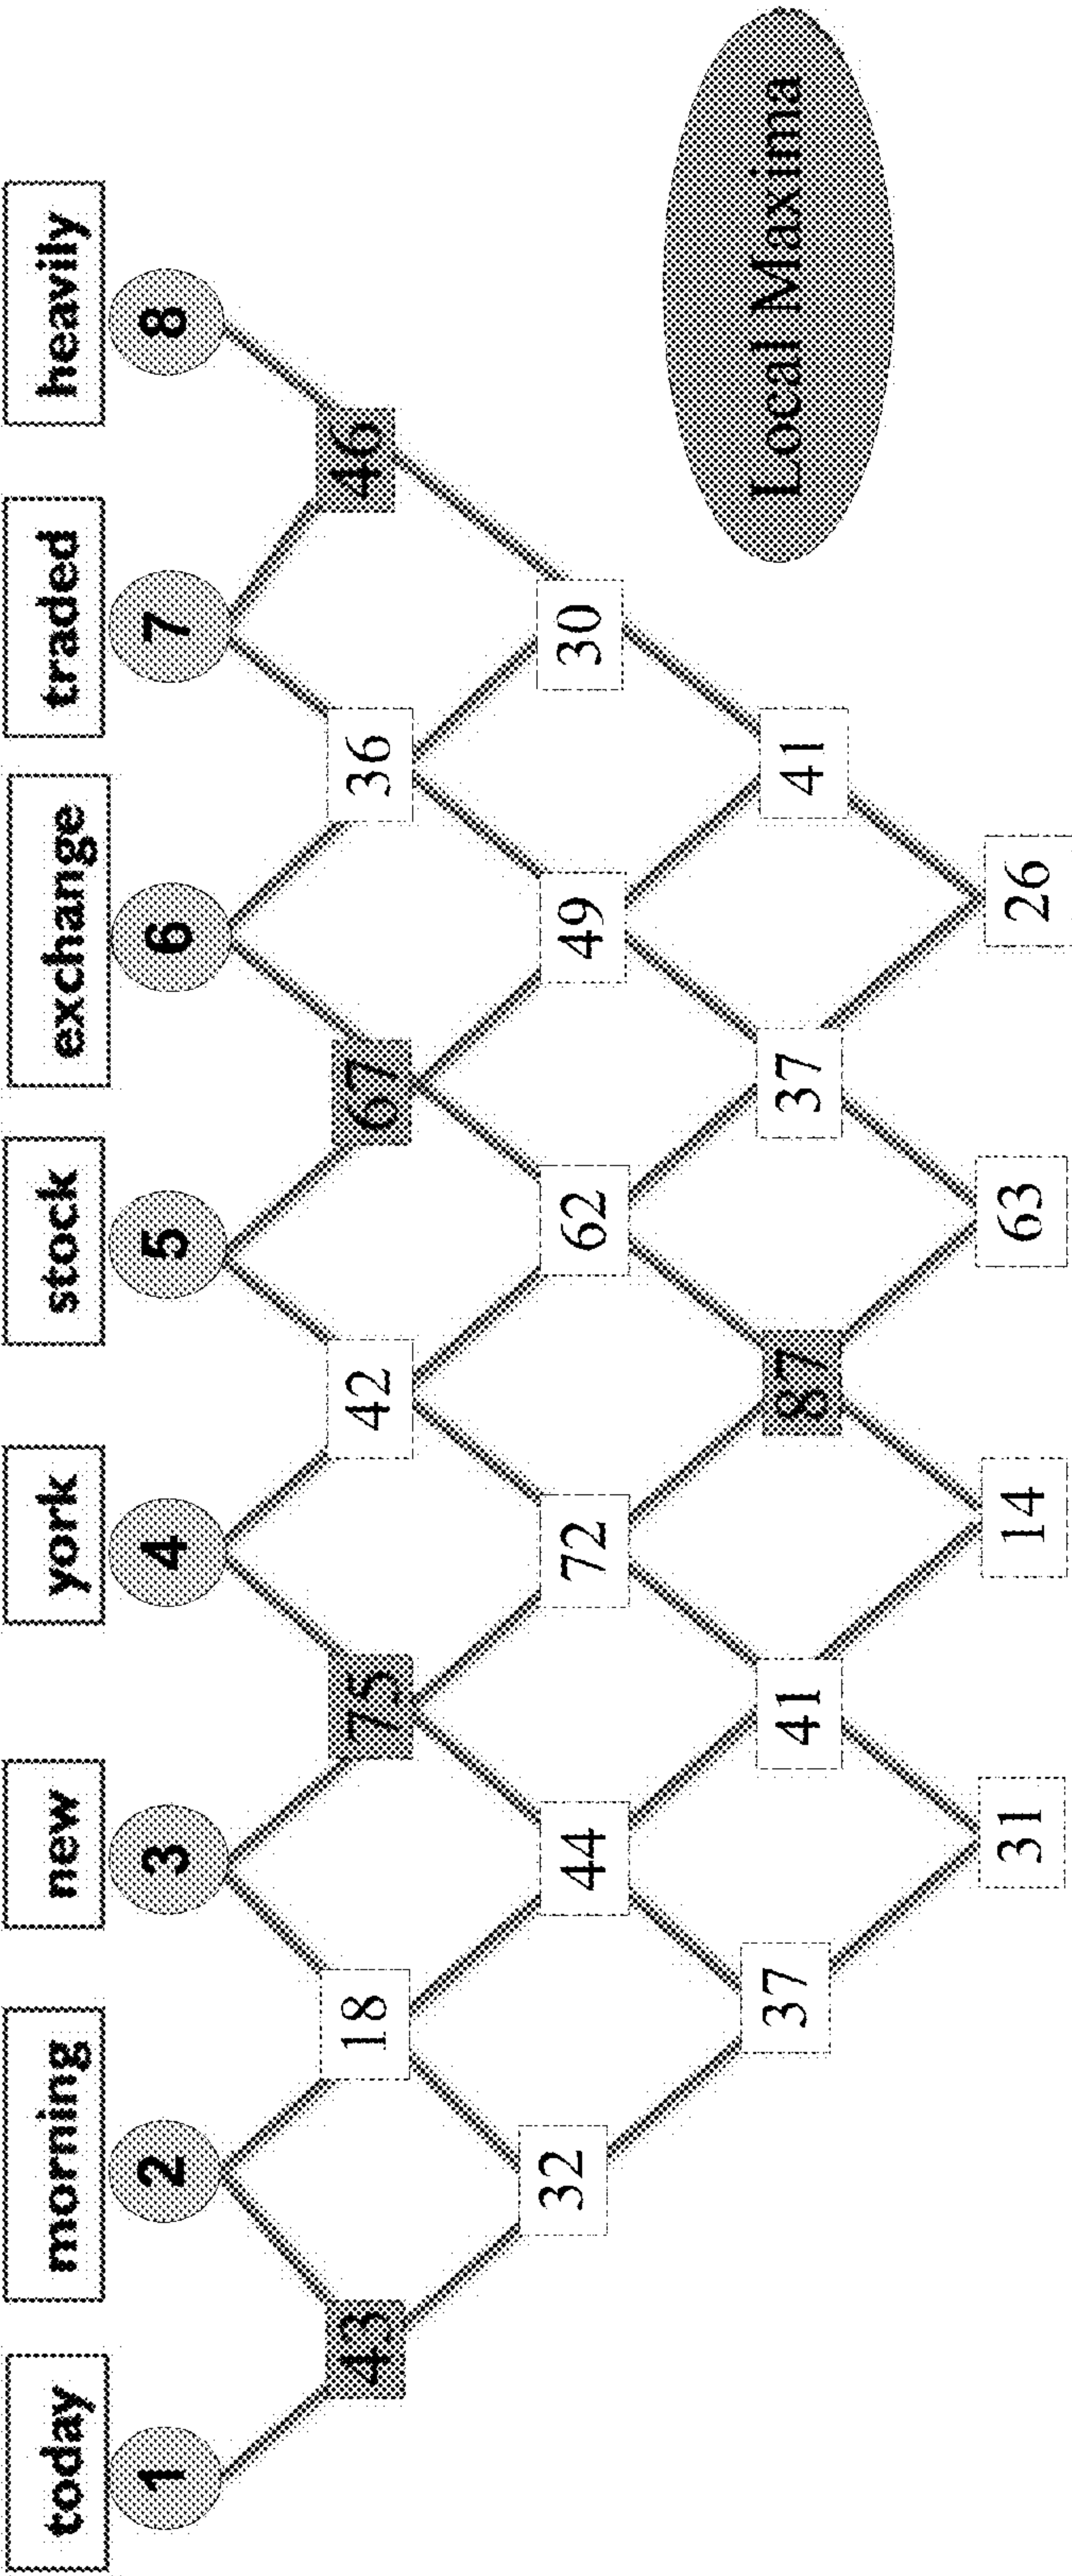 today morning new york stock exchange traded heavily
1 2 3 4 5 6 7 8
43 18 75 42 67 36 46
32 44 72 62 49 30
37 41 87 37 41
31 14 63 26
Local Maxima